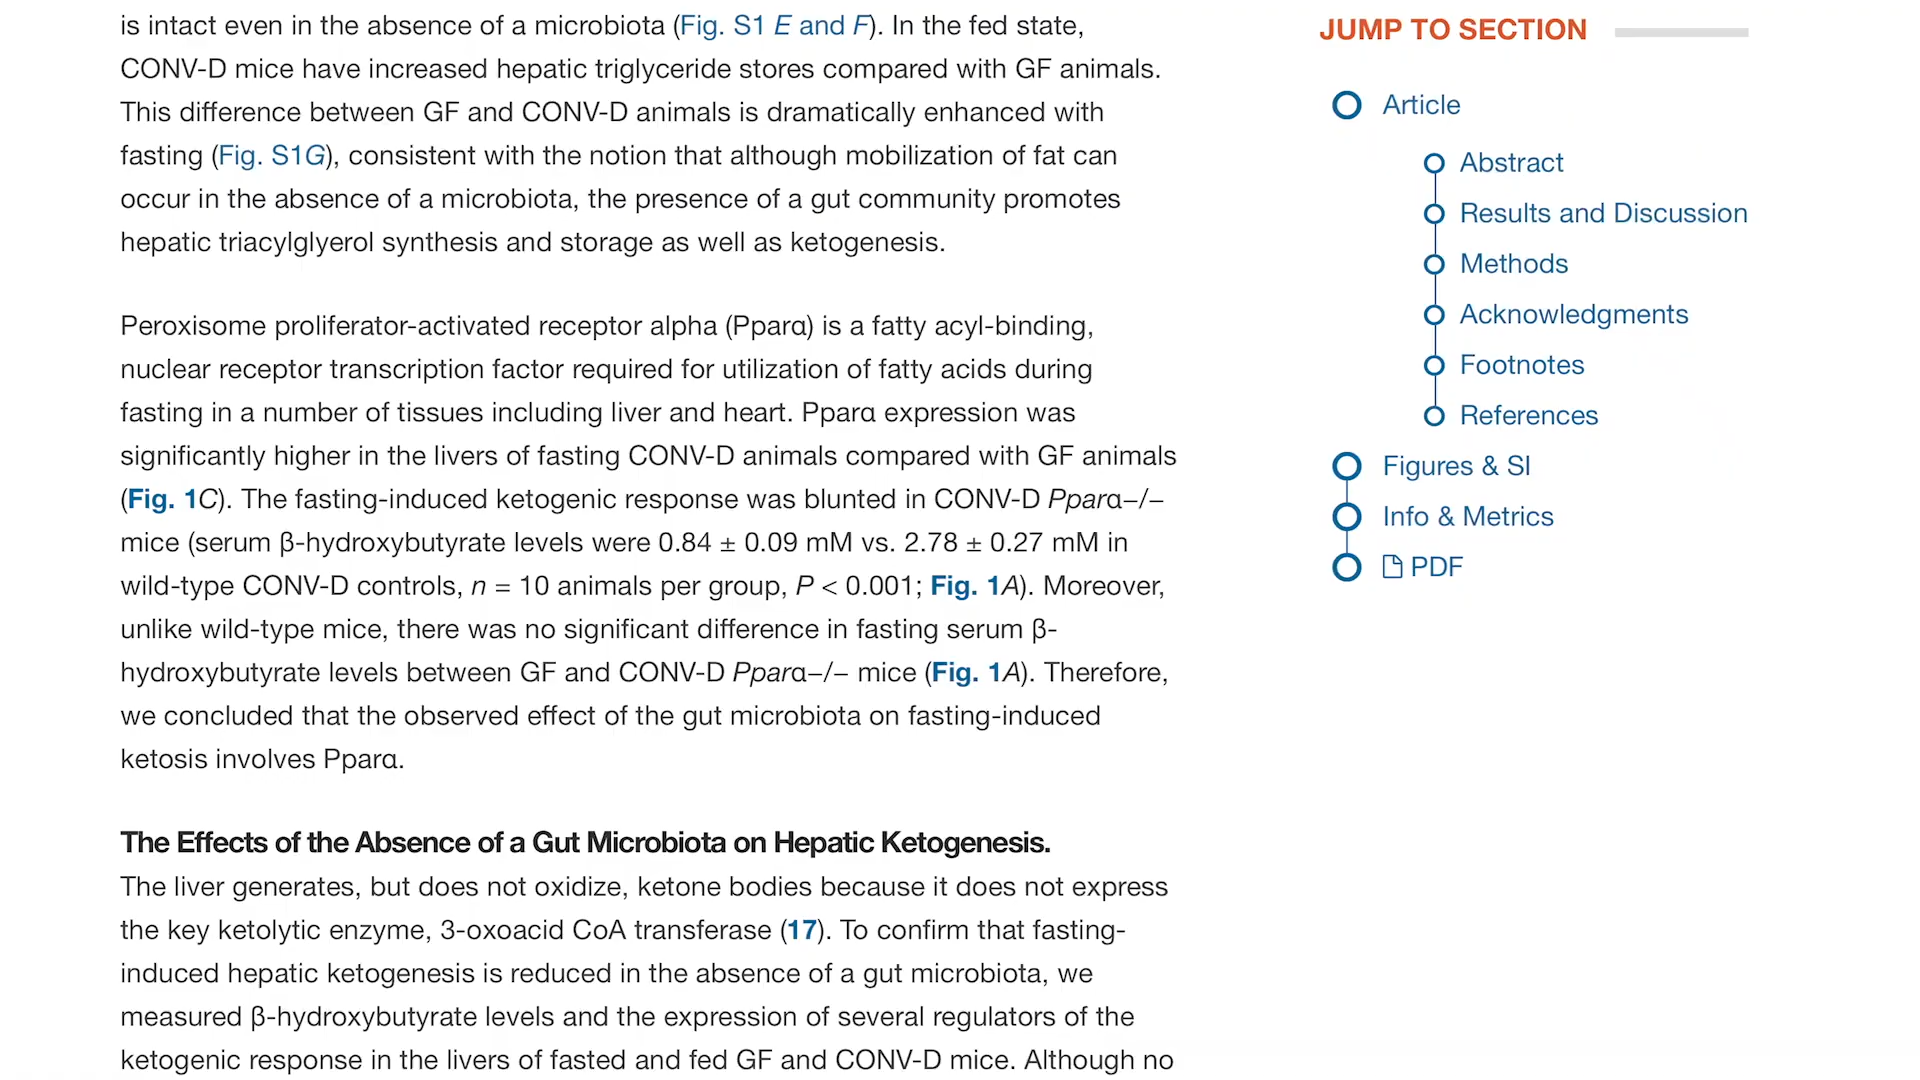 is intact even in the absence of a microbiota (Fig. S1 E and F). In the fed state,
CONV-D mice have increased hepatic triglyceride stores compared with GF animals.
This difference between GF and CONV-D animals is dramatically enhanced with
fasting (Fig. S1G), consistent with the notion that although mobilization of fat can
occur in the absence of a microbiota, the presence of a gut community promotes
hepatic triacylglyerol synthesis and storage as well as ketogenesis.
Peroxisome proliferator-activated receptor alpha (Pparα) is a fatty acyl-binding,
nuclear receptor transcription factor required for utilization of fatty acids during
fasting in a number of tissues including liver and heart. Pparα expression was
significantly higher in the livers of fasting CONV-D animals compared with GF animals
(Fig. 1C). The fasting-induced ketogenic response was blunted in CONV-D Pparα−/−
mice (serum β-hydroxybutyrate levels were 0.84 ± 0.09 mM vs. 2.78 ± 0.27 mM in
wild-type CONV-D controls, n = 10 animals per group, P < 0.001; Fig. 1A). Moreover,
unlike wild-type mice, there was no significant difference in fasting serum β-
hydroxybutyrate levels between GF and CONV-D Pparα−/− mice (Fig. 1A). Therefore,
we concluded that the observed effect of the gut microbiota on fasting-induced
ketosis involves Pparα.
The Effects of the Absence of a Gut Microbiota on Hepatic Ketogenesis.
The liver generates, but does not oxidize, ketone bodies because it does not express
the key ketolytic enzyme, 3-oxoacid CoA transferase (17). To confirm that fasting-
induced hepatic ketogenesis is reduced in the absence of a gut microbiota, we
measured β-hydroxybutyrate levels and the expression of several regulators of the
ketogenic response in the livers of fasted and fed GF and CONV-D mice. Although no
JUMP TO SECTION
Article
Abstract
Results and Discussion
Methods
Acknowledgments
Footnotes
References
Figures & SI
Info & Metrics
PDF